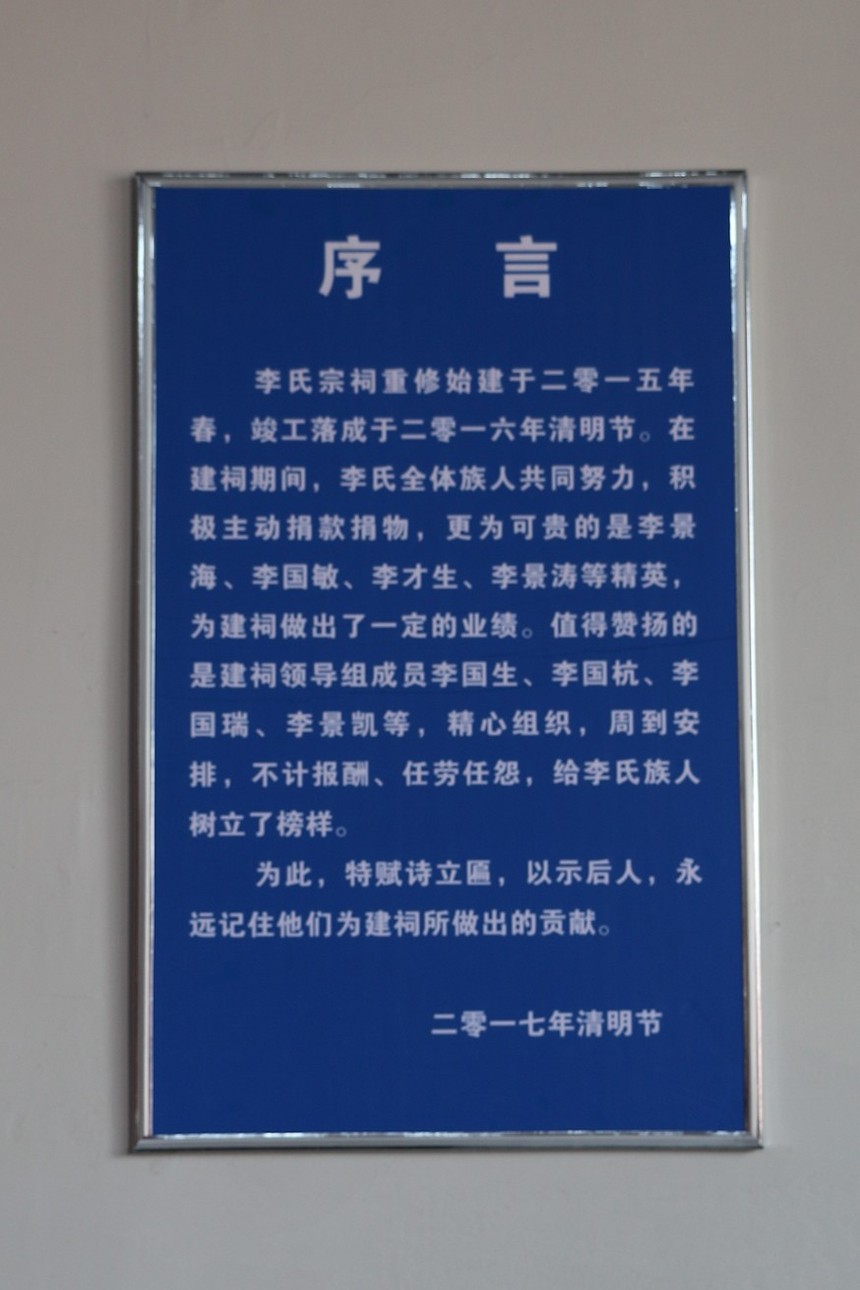 序 言
李氏宗祠重修始建于二零一五年
春，竣工落成于二零一六年清明节。在
建祠期间，李氏全体族人共同努力，积
极主动捐款捐物，更为可贵的是李景
海、李国敏、李才生、李景涛等精英，
为建祠做出了一定的业绩。值得赞扬的
是建祠领导组成员李国生、李国杭、李
国瑞、李景凯等，精心组织，周到安
排，不计报酬、任劳任怨，给李氏族人
树立了榜样。
为此，特赋诗立匾，以示后人，永
远记住他们为建祠所做出的贡献。
二零一七年清明节